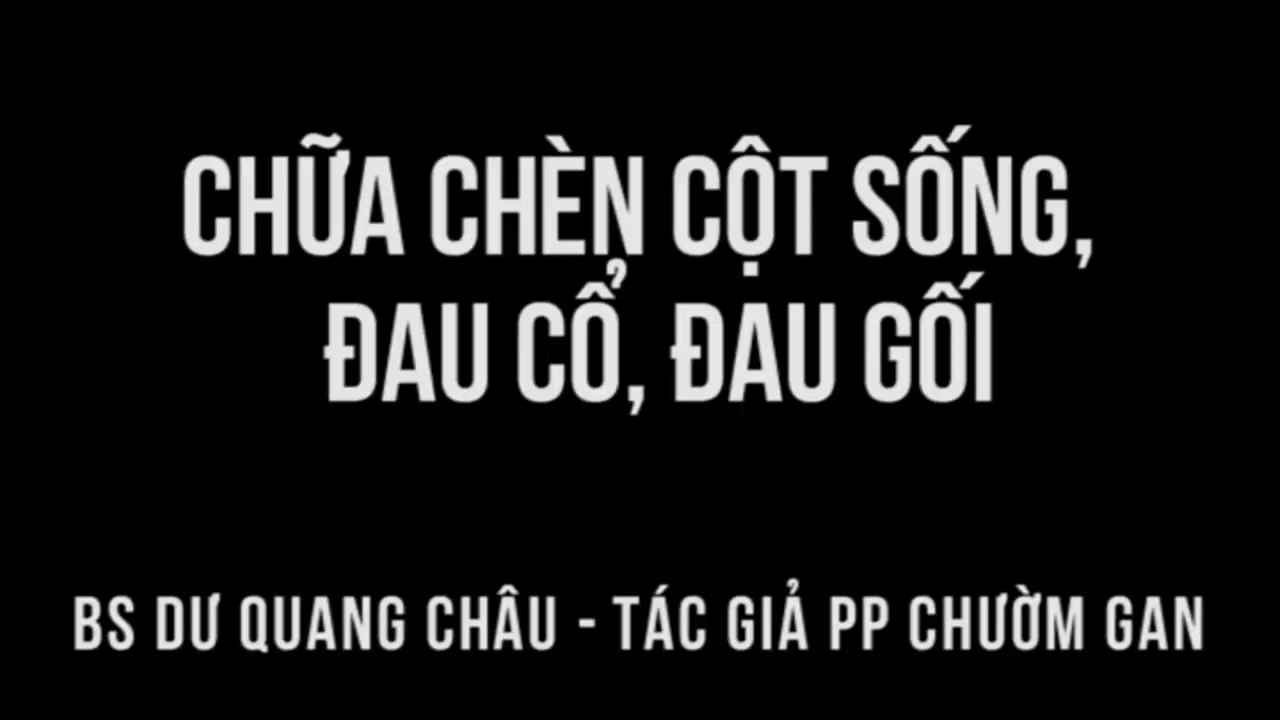 CHỮA CHÈN CỘT SỐNG,
ĐAU CỔ, ĐAU GỐI
BS DƯ QUANG CHÂU - TÁC GIẢ PP CHƯỜM GAN